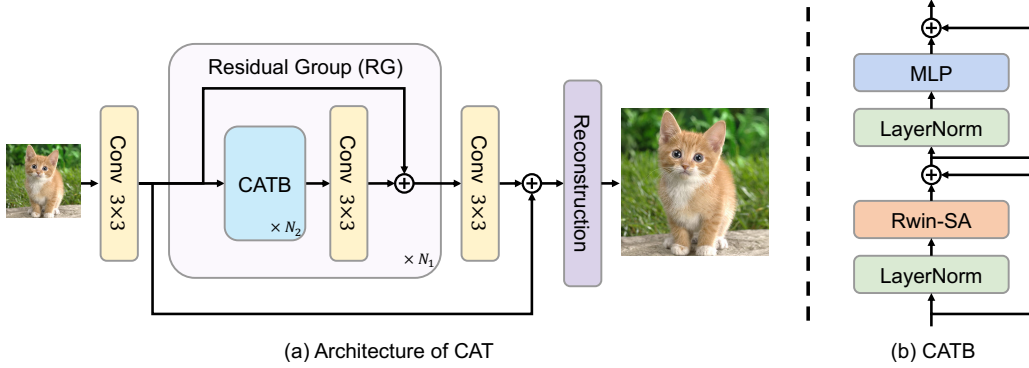 Residual Group (RG)
Conv 3×3
CATB
× N₂
Conv 3×3
× N₁
Conv 3×3
Reconstruction
(a) Architecture of CAT
MLP
LayerNorm
Rwin-SA
LayerNorm
(b) CATB